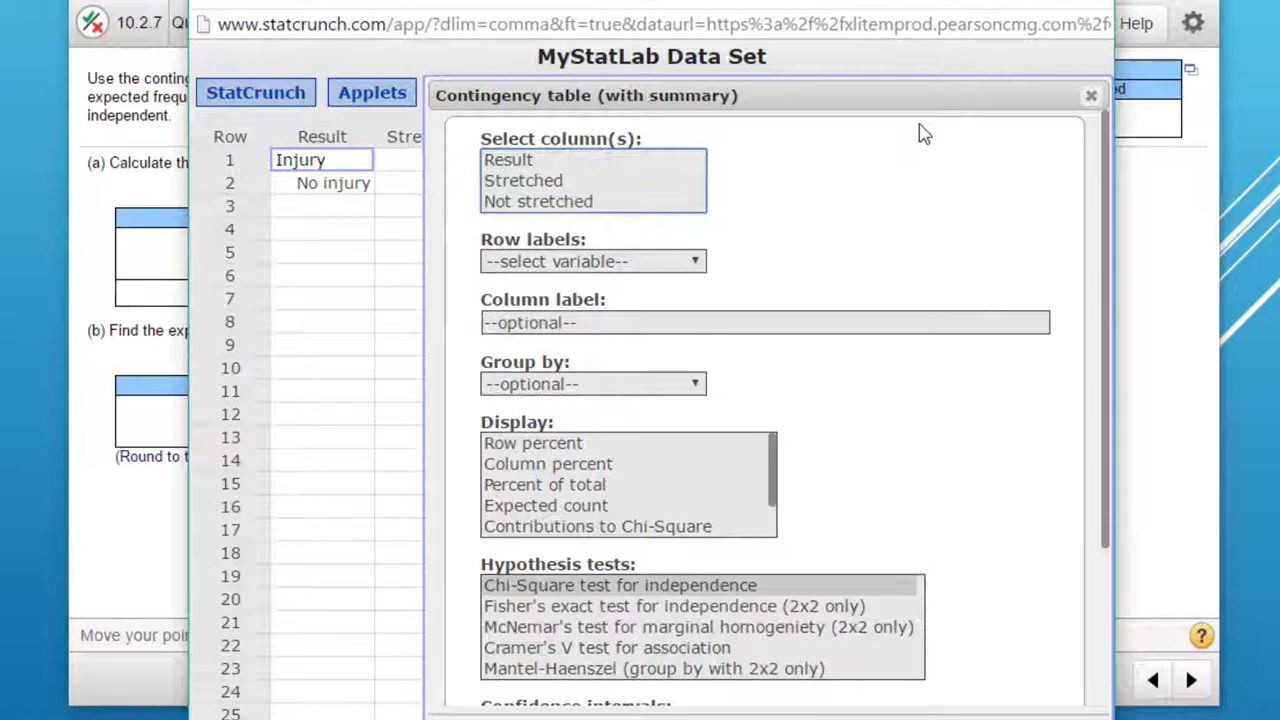 10.2.7 Qu
www.statcrunch.com/app/?dlim=comma&ft=true&dataurl=https%3a%2f%2fxlitemprod.pearsoncmg.com%2f
Help
MyStatLab Data Set
Use the conting
expected frequ
independent.
(a) Calculate th
(b) Find the exp
(Round to t
Move your poin
StatCrunch Applets
Row Result Stre
1 Injury
2 No injury
3
4
5
6
7
8
9
10
11
12
13
14
15
16
17
18
19
20
21
22
23
24
25
Contingency table (with summary)
Select column(s):
Result
Stretched
Not stretched
Row labels:
--select variable--
Column label:
--optional--
Group by:
--optional--
Display:
Row percent
Column percent
Percent of total
Expected count
Contributions to Chi-Square
Hypothesis tests:
Chi-Square test for independence
Fisher's exact test for independence (2x2 only)
McNemar's test for marginal homogeniety (2x2 only)
Cramer's V test for association
Mantel-Haenszel (group by with 2x2 only)
Confidence intervals:
ed
?